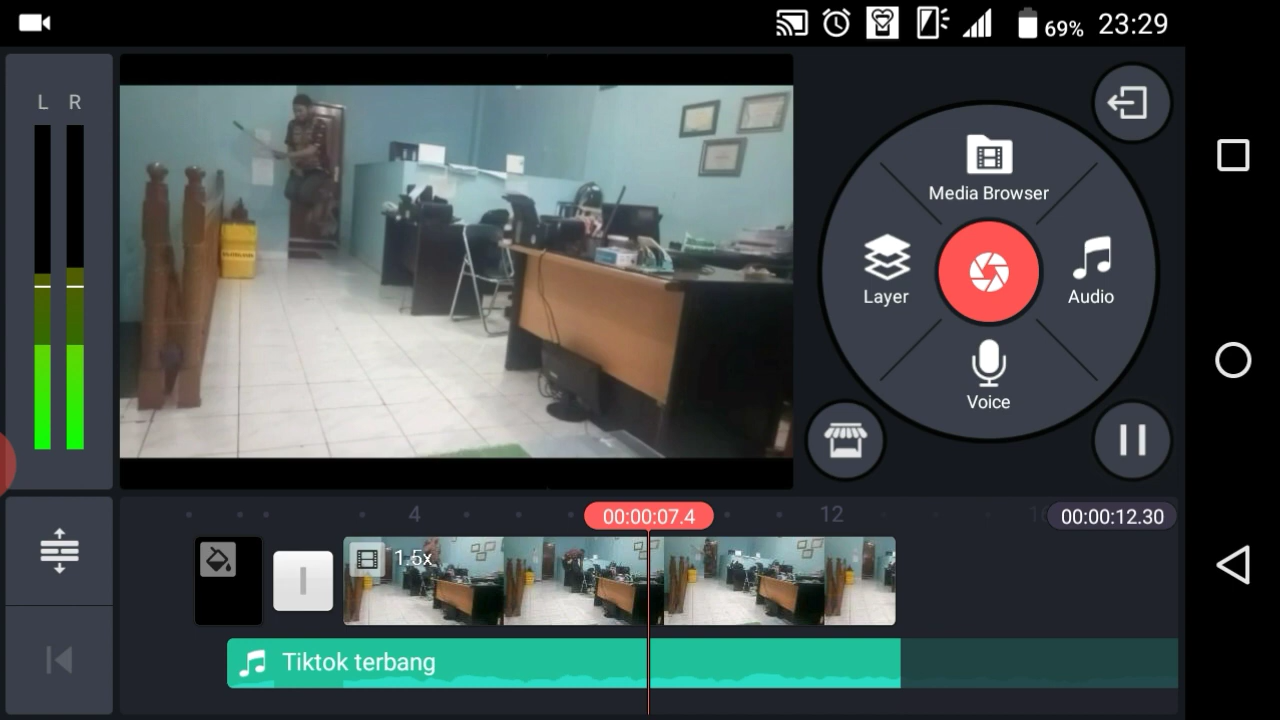 69% 23:29
L R
Media Browser
Layer
Audio
Voice
4
00:00:07.4
12
00:00:12.30
1.5x
Tiktok terbang